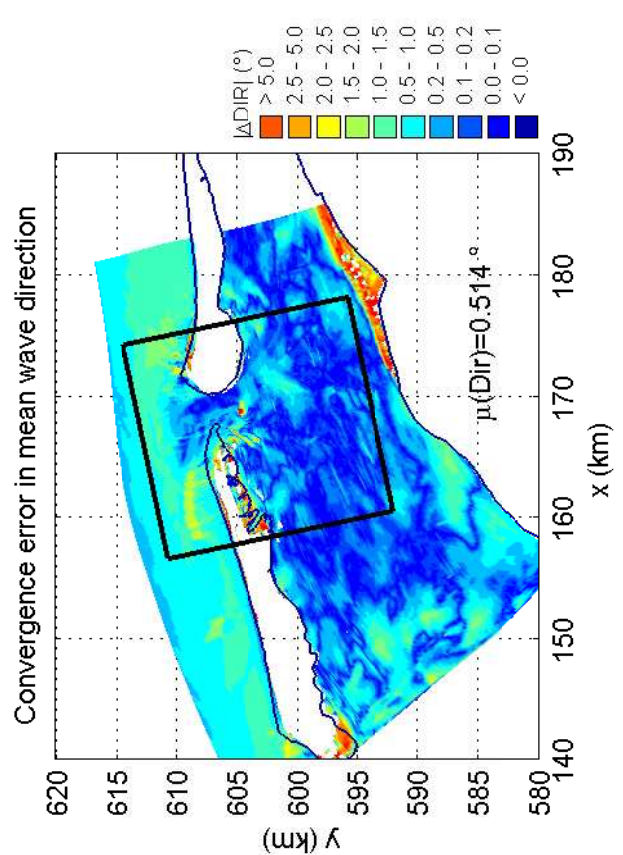 Convergence error in mean wave direction
620
615
610
605
600
595
590
585
580
y (km)
140
150
160
170
180
190
x (km)
μ(Dir)=0.514 °
|ΔDIR| (°)
> 5.0
2.5 - 5.0
2.0 - 2.5
1.5 - 2.0
1.0 - 1.5
0.5 - 1.0
0.2 - 0.5
0.1 - 0.2
0.0 - 0.1
< 0.0